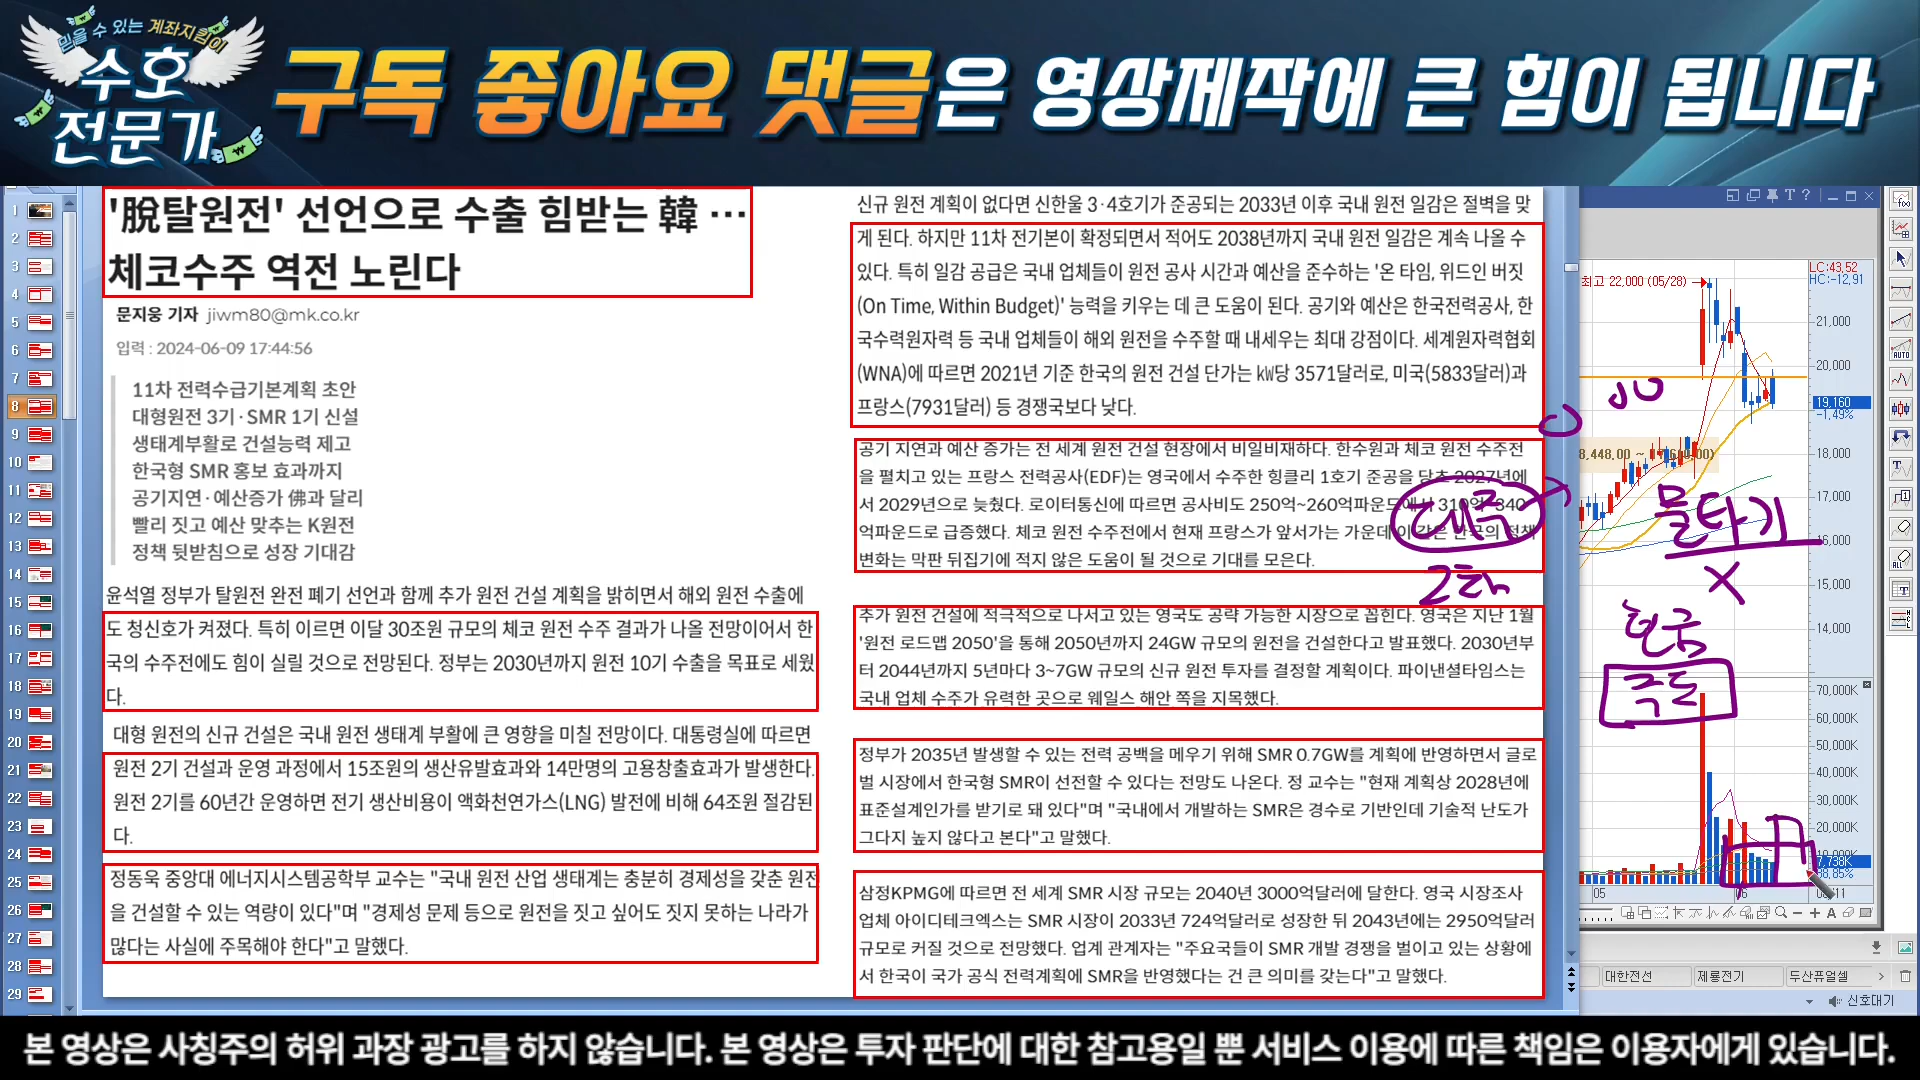 믿을 수 있는 계좌지킴이
수호
전문가
구독 좋아요 댓글은 영상제작에 큰 힘이 됩니다
'脫탈원전' 선언으로 수출 힘받는 韓 …
체코수주 역전 노린다
문지웅 기자 jiwm80@mk.co.kr
입력 : 2024-06-09 17:44:56
11차 전력수급기본계획 초안
대형원전 3기·SMR 1기 신설
생태계부활로 건설능력 제고
한국형 SMR 홍보 효과까지
공기지연·예산증가 佛과 달리
빨리 짓고 예산 맞추는 K원전
정책 뒷받침으로 성장 기대감
윤석열 정부가 탈원전 완전 폐기 선언과 함께 추가 원전 건설 계획을 밝히면서 해외 원전 수출에
도 청신호가 켜졌다. 특히 이르면 이달 30조원 규모의 체코 원전 수주 결과가 나올 전망이어서 한
국의 수주전에도 힘이 실릴 것으로 전망된다. 정부는 2030년까지 원전 10기 수출을 목표로 세웠
다.
대형 원전의 신규 건설은 국내 원전 생태계 부활에 큰 영향을 미칠 전망이다. 대통령실에 따르면
원전 2기 건설과 운영 과정에서 15조원의 생산유발효과와 14만명의 고용창출효과가 발생한다.
원전 2기를 60년간 운영하면 전기 생산비용이 액화천연가스(LNG) 발전에 비해 64조원 절감된
다.
정동욱 중앙대 에너지시스템공학부 교수는 "국내 원전 산업 생태계는 충분히 경제성을 갖춘 원전
을 건설할 수 있는 역량이 있다"며 "경제성 문제 등으로 원전을 짓고 싶어도 짓지 못하는 나라가
많다는 사실에 주목해야 한다"고 말했다.
신규 원전 계획이 없다면 신한울 3·4호기가 준공되는 2033년 이후 국내 원전 일감은 절벽을 맞
게 된다. 하지만 11차 전기본이 확정되면서 적어도 2038년까지 국내 원전 일감은 계속 나올 수
있다. 특히 일감 공급은 국내 업체들이 원전 공사 시간과 예산을 준수하는 '온 타임, 위드인 버짓
(On Time, Within Budget)' 능력을 키우는 데 큰 도움이 된다. 공기와 예산은 한국전력공사, 한
국수력원자력 등 국내 업체들이 해외 원전을 수주할 때 내세우는 최대 강점이다. 세계원자력협회
(WNA)에 따르면 2021년 기준 한국의 원전 건설 단가는 ㎾당 3571달러로, 미국(5833달러)과
프랑스(7931달러) 등 경쟁국보다 낮다.
공기 지연과 예산 증가는 전 세계 원전 건설 현장에서 비일비재하다. 한수원과 체코 원전 수주전
을 펼치고 있는 프랑스 전력공사(EDF)는 영국에서 수주한 힝클리 1호기 준공을 당초 2027년에
서 2029년으로 늦췄다. 로이터통신에 따르면 공사비도 250억~260억파운드에서 310억 340
억파운드로 급증했다. 체코 원전 수주전에서 현재 프랑스가 앞서가는 가운데 이 같은 한국의 정책
변화는 막판 뒤집기에 적지 않은 도움이 될 것으로 기대를 모은다.
추가 원전 건설에 적극적으로 나서고 있는 영국도 공략 가능한 시장으로 꼽힌다. 영국은 지난 1월
'원전 로드맵 2050'을 통해 2050년까지 24GW 규모의 원전을 건설한다고 발표했다. 2030년부
터 2044년까지 5년마다 3~7GW 규모의 신규 원전 투자를 결정할 계획이다. 파이낸셜타임스는
국내 업체 수주가 유력한 곳으로 웨일스 해안 쪽을 지목했다.
정부가 2035년 발생할 수 있는 전력 공백을 메우기 위해 SMR 0.7GW를 계획에 반영하면서 글로
벌 시장에서 한국형 SMR이 선전할 수 있다는 전망도 나온다. 정 교수는 "현재 계획상 2028년에
표준설계인가를 받기로 돼 있다"며 "국내에서 개발하는 SMR은 경수로 기반인데 기술적 난도가
그다지 높지 않다고 본다"고 말했다.
삼정KPMG에 따르면 전 세계 SMR 시장 규모는 2040년 3000억달러에 달한다. 영국 시장조사
업체 아이디테크엑스는 SMR 시장이 2033년 724억달러로 성장한 뒤 2043년에는 2950억달러
규모로 커질 것으로 전망했다. 업계 관계자는 "주요국들이 SMR 개발 경쟁을 벌이고 있는 상황에
서 한국이 국가 공식 전력계획에 SMR을 반영했다는 건 큰 의미를 갖는다"고 말했다.
LC:43,52
HC:-12,91
최고 22,000 (05/28)
21,000
20,000
19,160
-1,49%
18,000
17,000
16,000
15,000
14,000
물타기
X
70,000K
60,000K
50,000K
40,000K
30,000K
20,000K
7,738K
05
06
대한전선 제룡전기 두산퓨얼셀
신호대기
1
2
3
4
5
6
7
8
9
10
11
12
13
14
15
16
17
18
19
20
21
22
23
24
25
26
27
28
29
본 영상은 사칭주의 허위 과장 광고를 하지 않습니다. 본 영상은 투자 판단에 대한 참고용일 뿐 서비스 이용에 따른 책임은 이용자에게 있습니다.